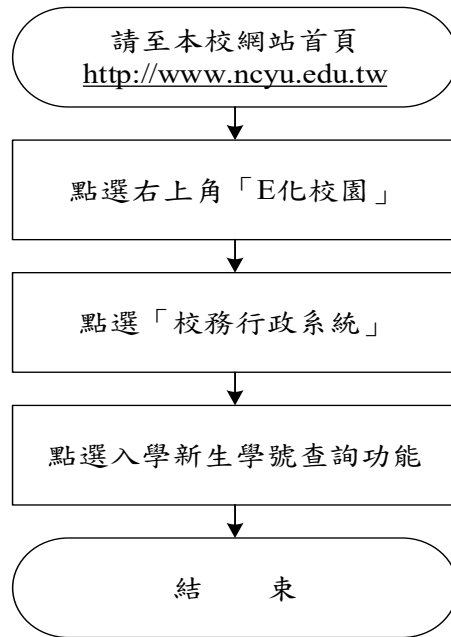 請至本校網站首頁
http://www.ncyu.edu.tw
點選右上角「E化校園」
點選「校務行政系統」
點選入學新生學號查詢功能
結　　束